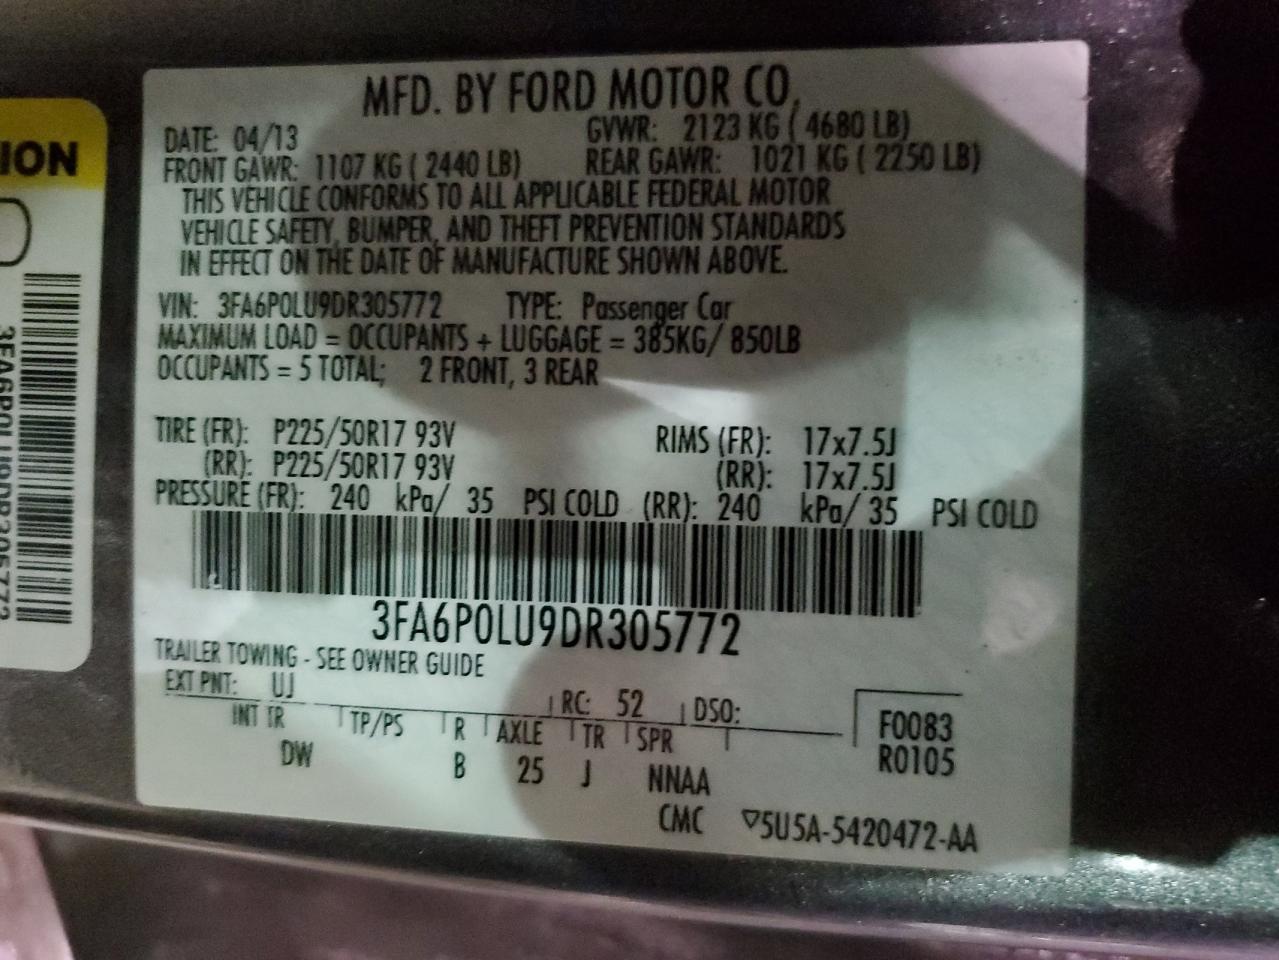 MFD. BY FORD MOTOR CO.
DATE: 04/13 GVWR: 2123 KG ( 4680 LB)
FRONT GAWR: 1107 KG ( 2440 LB) REAR GAWR: 1021 KG ( 2250 LB)
THIS VEHICLE CONFORMS TO ALL APPLICABLE FEDERAL MOTOR
VEHICLE SAFETY, BUMPER, AND THEFT PREVENTION STANDARDS
IN EFFECT ON THE DATE OF MANUFACTURE SHOWN ABOVE.
VIN: 3FA6P0LU9DR305772 TYPE: Passenger Car
MAXIMUM LOAD = OCCUPANTS + LUGGAGE = 385KG/ 850LB
OCCUPANTS = 5 TOTAL; 2 FRONT, 3 REAR
TIRE (FR): P225/50R17 93V RIMS (FR): 17x7.5J
(RR): P225/50R17 93V (RR): 17x7.5J
PRESSURE (FR): 240 kPa/ 35 PSI COLD (RR): 240 kPa/ 35 PSI COLD
3FA6P0LU9DR305772
TRAILER TOWING - SEE OWNER GUIDE
EXT PNT: UJ RC: 52 DSO:
INT TR TP/PS R AXLE TR SPR F0083
DW B 25 J NNAA R0105
CMC ▽5U5A-5420472-AA
ION
3FA6P0LU9DR305772